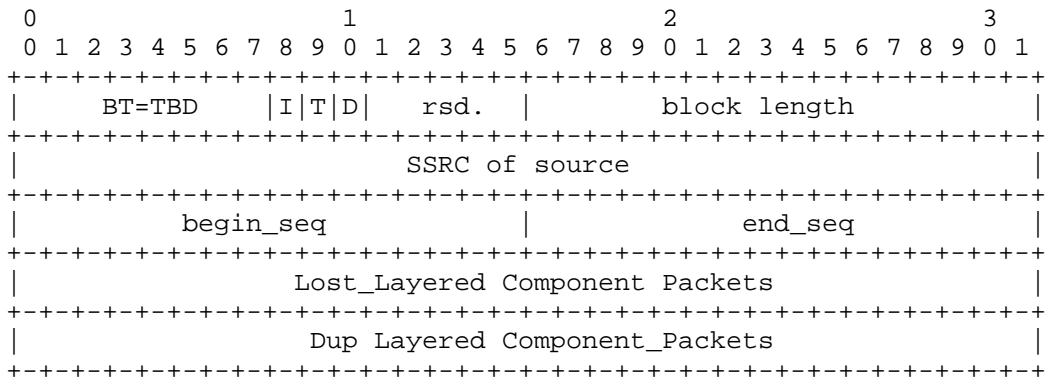 0                   1                   2                   3
 0 1 2 3 4 5 6 7 8 9 0 1 2 3 4 5 6 7 8 9 0 1 2 3 4 5 6 7 8 9 0 1
+-+-+-+-+-+-+-+-+-+-+-+-+-+-+-+-+-+-+-+-+-+-+-+-+-+-+-+-+-+-+-+-+
|     BT=TBD    |I|T|D|   rsd.  |        block length           |
+-+-+-+-+-+-+-+-+-+-+-+-+-+-+-+-+-+-+-+-+-+-+-+-+-+-+-+-+-+-+-+-+
|                        SSRC of source                         |
+-+-+-+-+-+-+-+-+-+-+-+-+-+-+-+-+-+-+-+-+-+-+-+-+-+-+-+-+-+-+-+-+
|          begin_seq            |             end_seq           |
+-+-+-+-+-+-+-+-+-+-+-+-+-+-+-+-+-+-+-+-+-+-+-+-+-+-+-+-+-+-+-+-+
|                 Lost_Layered Component Packets                |
+-+-+-+-+-+-+-+-+-+-+-+-+-+-+-+-+-+-+-+-+-+-+-+-+-+-+-+-+-+-+-+-+
|                  Dup Layered Component_Packets                |
+-+-+-+-+-+-+-+-+-+-+-+-+-+-+-+-+-+-+-+-+-+-+-+-+-+-+-+-+-+-+-+-+